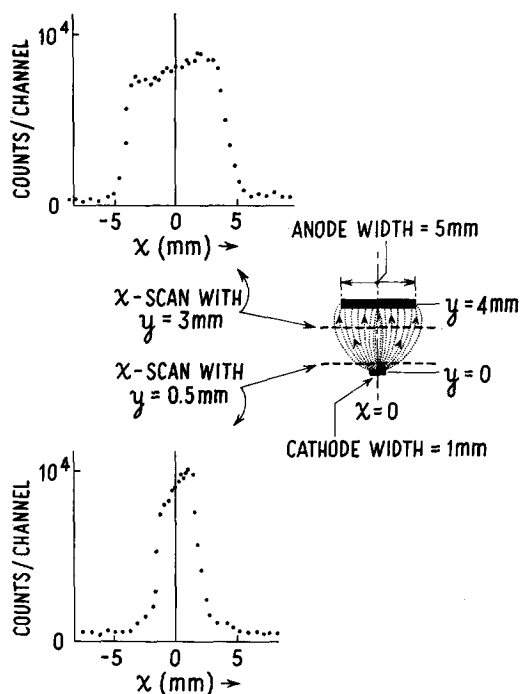 10⁴
COUNTS/CHANNEL
0
-5 0 5
x (mm) →
ANODE WIDTH = 5mm
x-SCAN WITH
y = 3mm
y = 4mm
x-SCAN WITH
y = 0.5mm
y = 0
x = 0
CATHODE WIDTH = 1mm
10⁴
COUNTS/CHANNEL
0
-5 0 5
x (mm) →